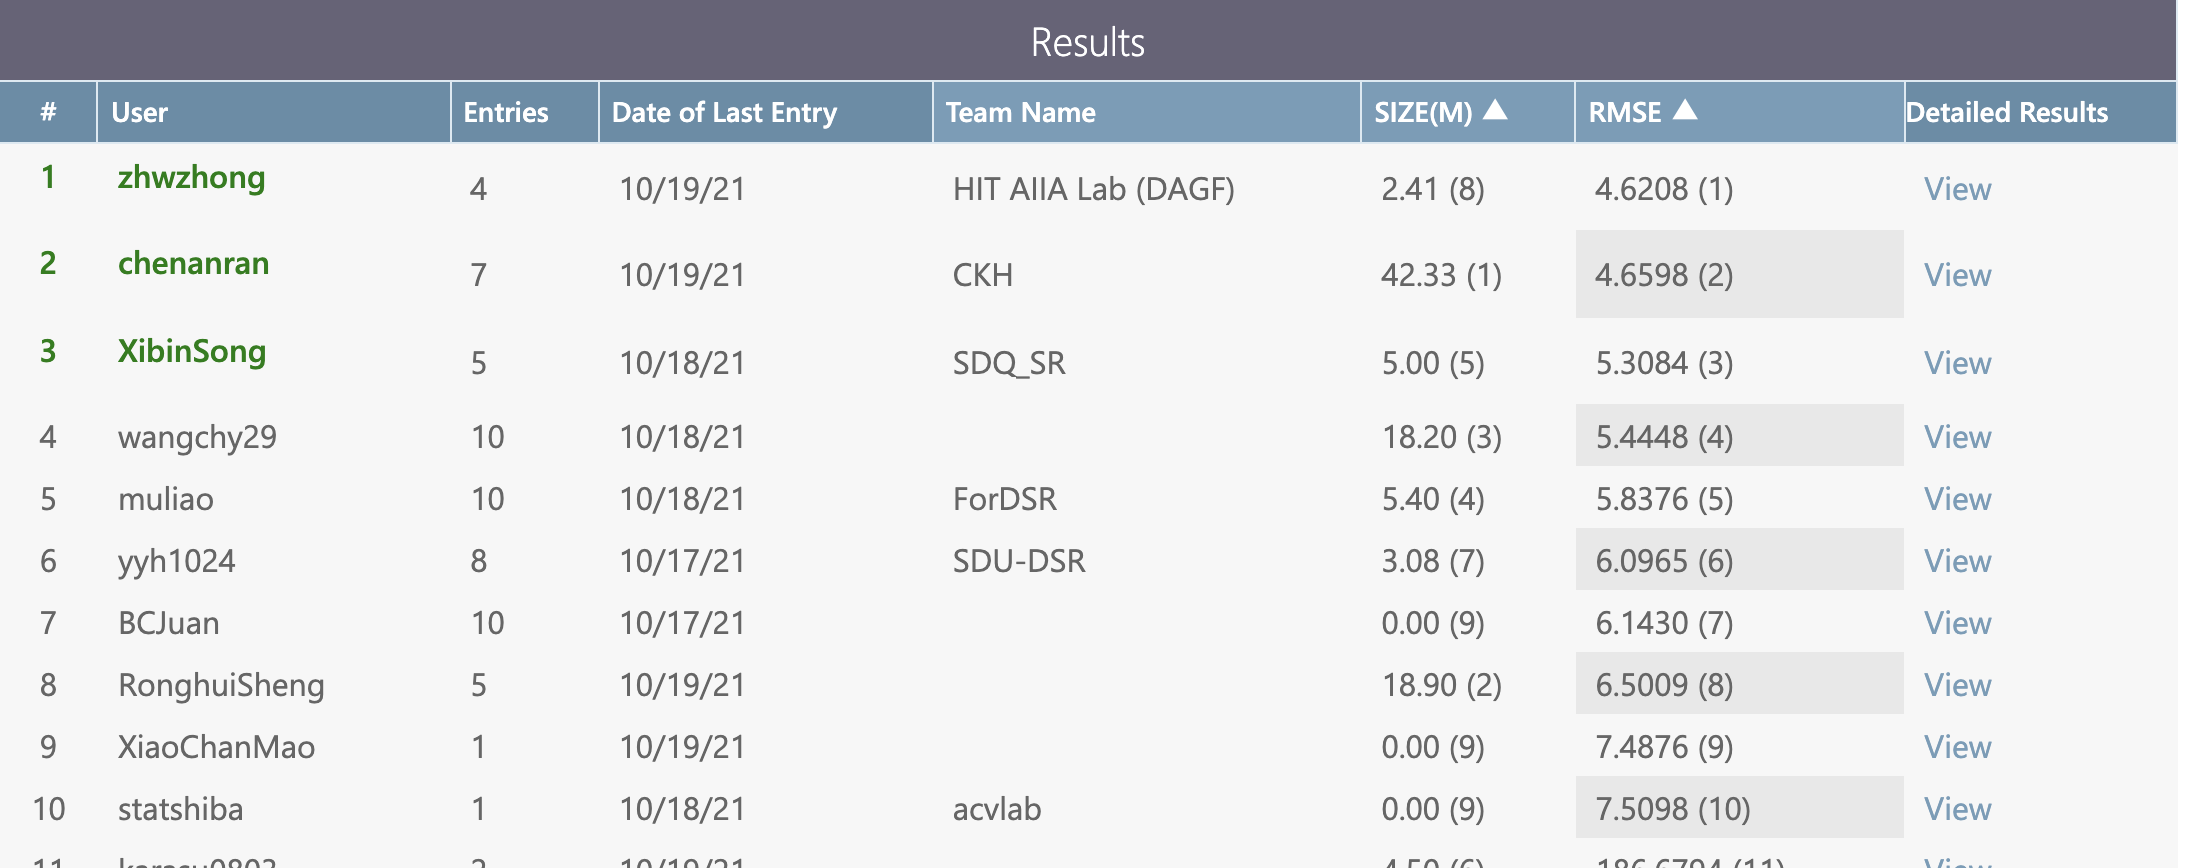 Results
# User Entries Date of Last Entry Team Name SIZE(M) ▲ RMSE ▲ Detailed Results
1 zhwzhong 4 10/19/21 HIT AIIA Lab (DAGF) 2.41 (8) 4.6208 (1) View
2 chenanran 7 10/19/21 CKH 42.33 (1) 4.6598 (2) View
3 XibinSong 5 10/18/21 SDQ_SR 5.00 (5) 5.3084 (3) View
4 wangchy29 10 10/18/21 18.20 (3) 5.4448 (4) View
5 muliao 10 10/18/21 ForDSR 5.40 (4) 5.8376 (5) View
6 yyh1024 8 10/17/21 SDU-DSR 3.08 (7) 6.0965 (6) View
7 BCJuan 10 10/17/21 0.00 (9) 6.1430 (7) View
8 RonghuiSheng 5 10/19/21 18.90 (2) 6.5009 (8) View
9 XiaoChanMao 1 10/19/21 0.00 (9) 7.4876 (9) View
10 statshiba 1 10/18/21 acvlab 0.00 (9) 7.5098 (10) View
11 10/19/21 View